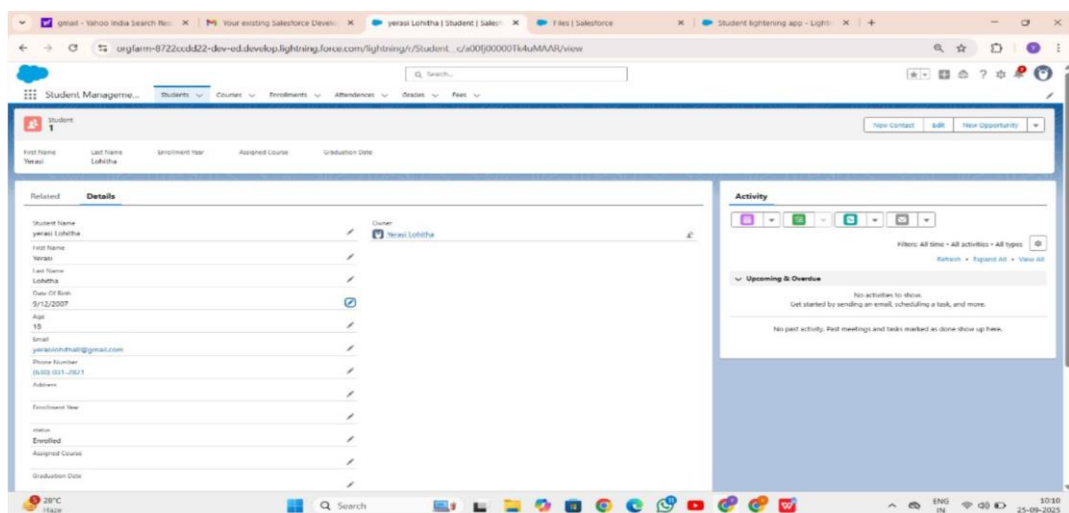 gmail - Yahoo India Search Res
Your existing Salesforce Develo
yerasi Lohitha | Student | Salesf
Files | Salesforce
Student lightening app - Light
orgfarm-8722ccdd22-dev-ed.develop.lightning.force.com/lightning/r/Student__c/a00fj00000Tk4uMAAR/view
Search...
Student Manageme...
Students
Courses
Enrollments
Attendences
Grades
Fees
Student
1
New Contact
Edit
New Opportunity
First Name
Last Name
Enrollment Year
Assigned Course
Graduation Date
Yerasi
Lohitha
Related
Details
Activity
Student Name
yerasi Lohitha
Owner
Yerasi Lohitha
First Name
Yerasi
Last Name
Lohitha
Date Of Birth
9/12/2007
Age
18
Email
Phone Number
Address
Enrollment Year
status
Enrolled
Assigned Course
Graduation Date
Filters: All time • All activities • All types
Refresh • Expand All • View All
Upcoming & Overdue
No activities to show.
Get started by sending an email, scheduling a task, and more.
No past activity. Past meetings and tasks marked as done show up here.
28°C
Haze
Search
ENG
IN
10:10
25-09-2025